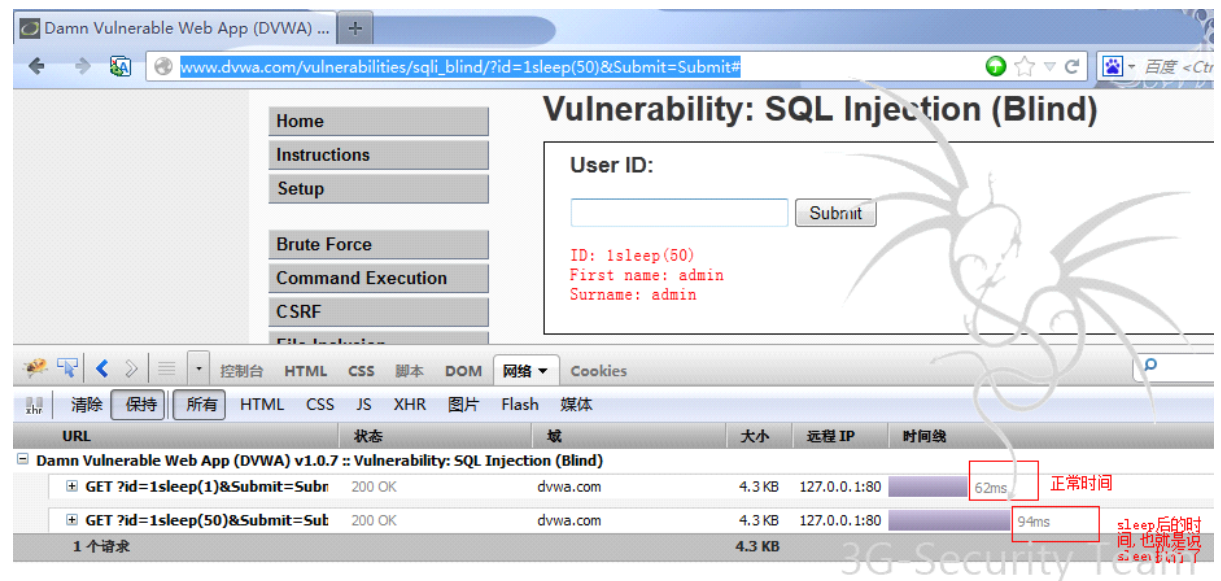 Damn Vulnerable Web App (DVWA) ...
www.dvwa.com/vulnerabilities/sqli_blind/?id=1sleep(50)&Submit=Submit#
百度 <Ctr
Vulnerability: SQL Injection (Blind)
Home
Instructions
Setup
Brute Force
Command Execution
CSRF
User ID:
Submit
ID: 1sleep(50)
First name: admin
Surname: admin
控制台 HTML CSS 脚本 DOM 网络 Cookies
xhr 清除 保持 所有 HTML CSS JS XHR 图片 Flash 媒体
URL 状态 域 大小 远程 IP 时间线
Damn Vulnerable Web App (DVWA) v1.0.7 :: Vulnerability: SQL Injection (Blind)
GET ?id=1sleep(1)&Submit=Subn 200 OK dvwa.com 4.3 KB 127.0.0.1:80 62ms 正常时间
GET ?id=1sleep(50)&Submit=Sub 200 OK dvwa.com 4.3 KB 127.0.0.1:80 94ms
sleep后的时
间,也就是说
1 个请求 4.3 KB
3G-Security Team